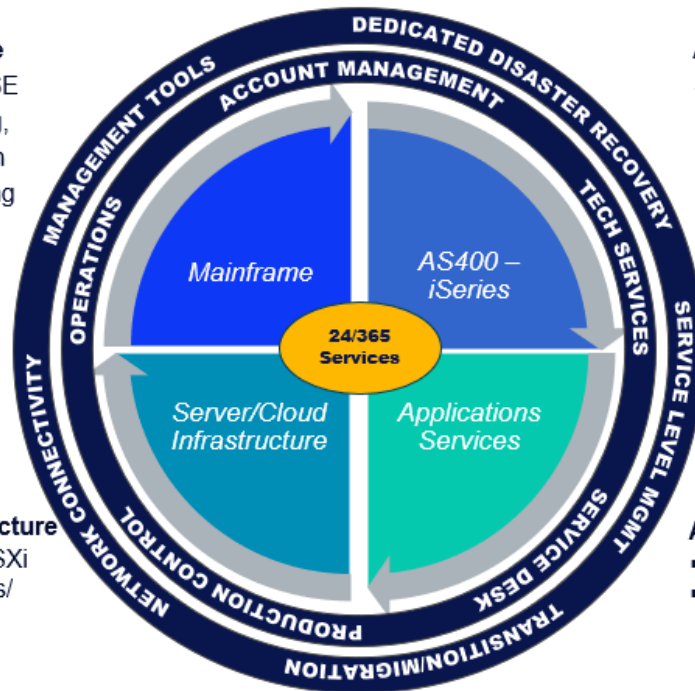 DEDICATED DISASTER RECOVERY
SERVICE LEVEL MGMT
TRANSITION/MIGRATION
NETWORK CONNECTIVITY
MANAGEMENT TOOLS
ACCOUNT MANAGEMENT
TECH SERVICES
SERVICE DESK
PRODUCTION CONTROL
OPERATIONS
Mainframe
AS400 –
iSeries
24/365
Services
Server/Cloud
Infrastructure
Applications
Services